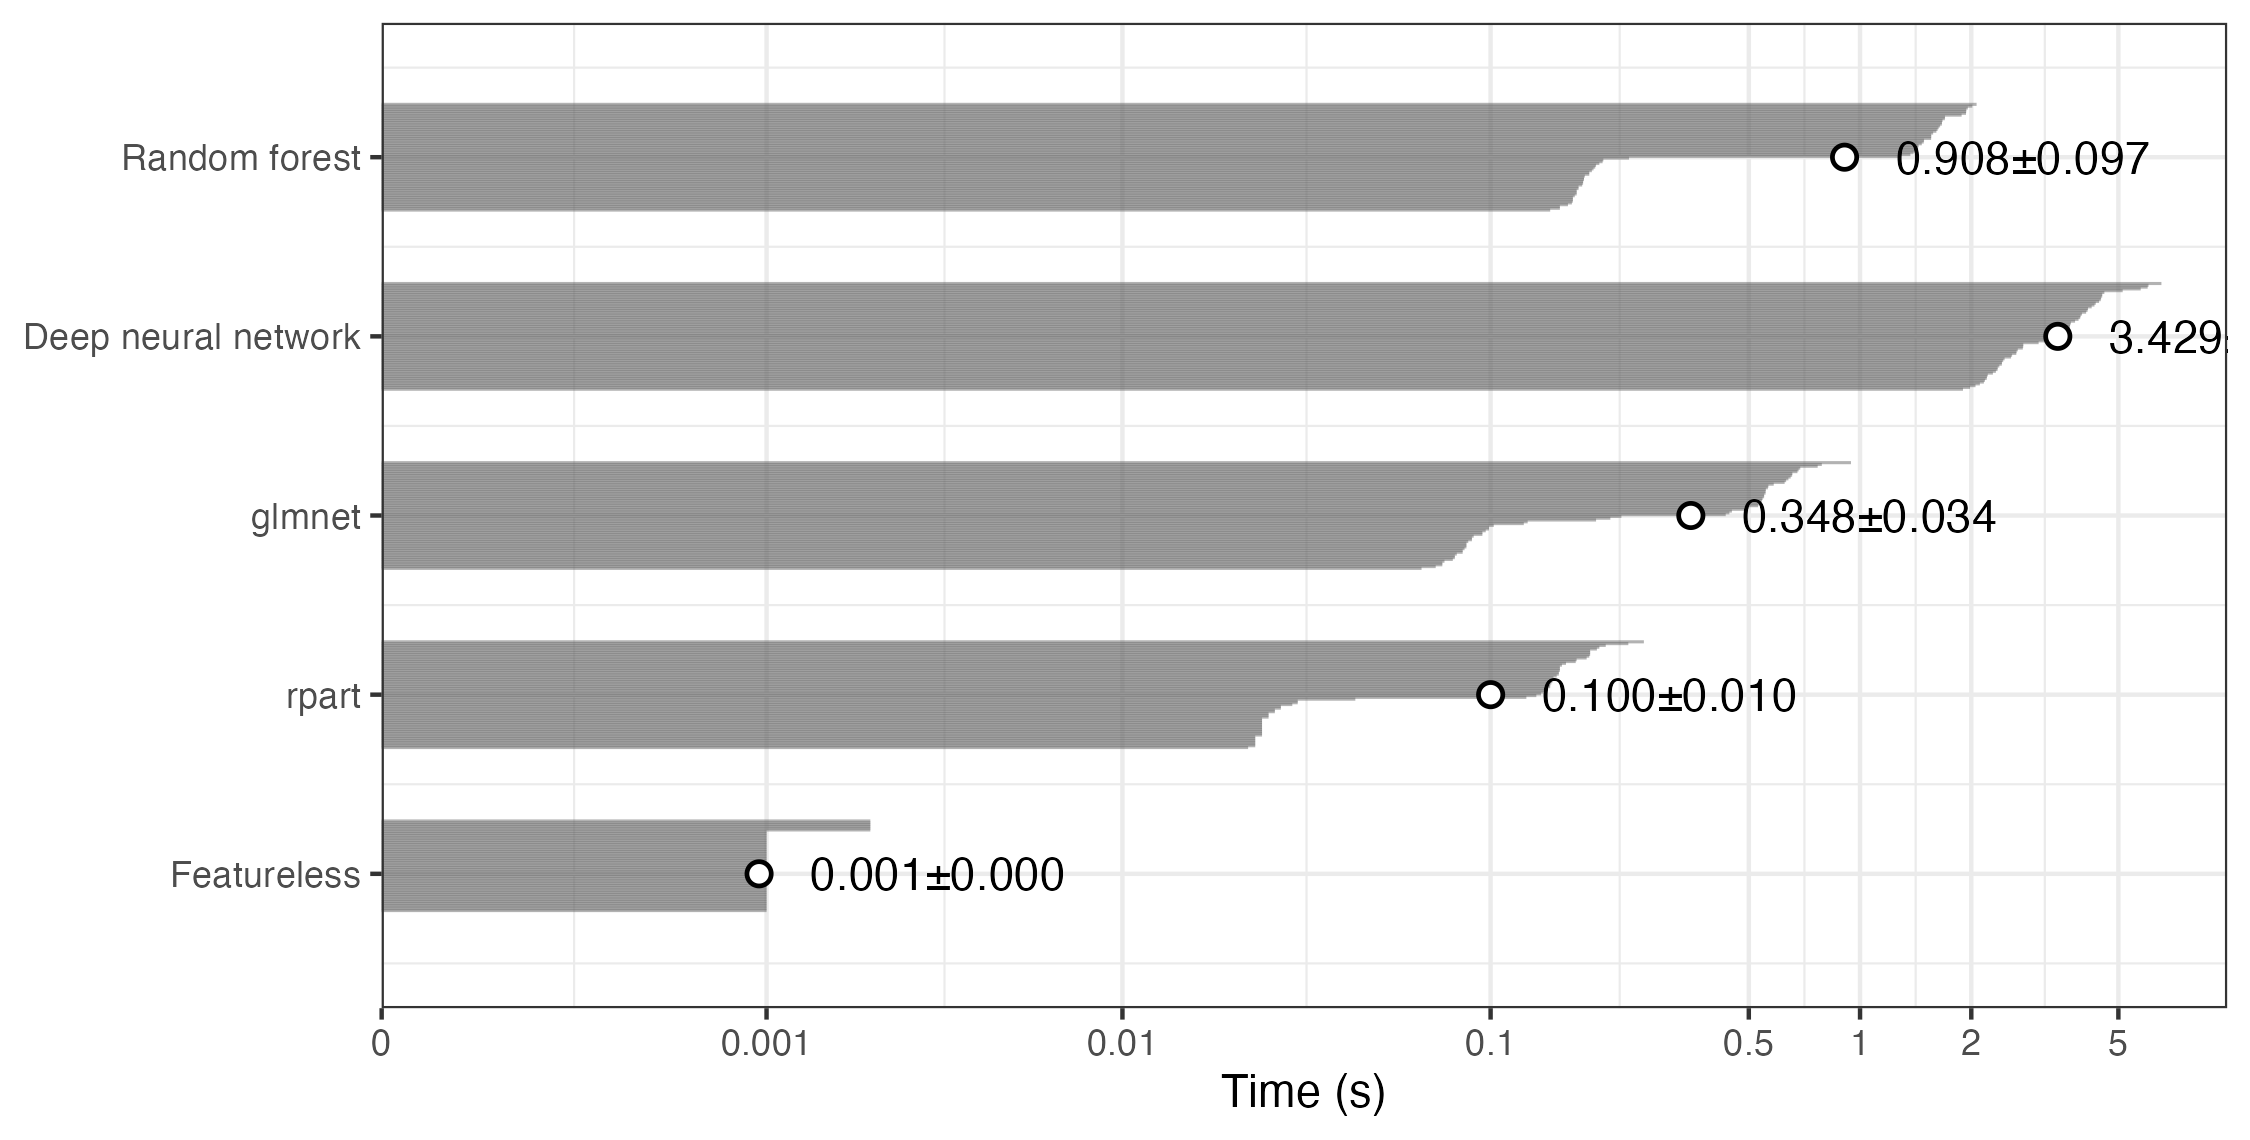 Random forest
0.908±0.097
Deep neural network
3.429
glmnet
0.348±0.034
rpart
0.100±0.010
Featureless
0.001±0.000
0 0.001 0.01 0.1 0.5 1 2 5
Time (s)